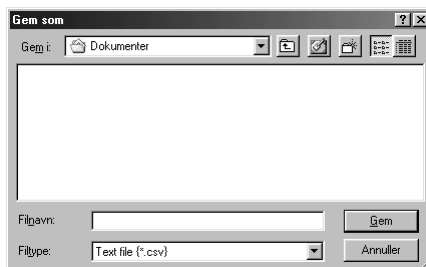 Gem som
Gem i: Dokumenter
Filnavn:
Gem
Filtype: Text file {*.csv}
Annuller